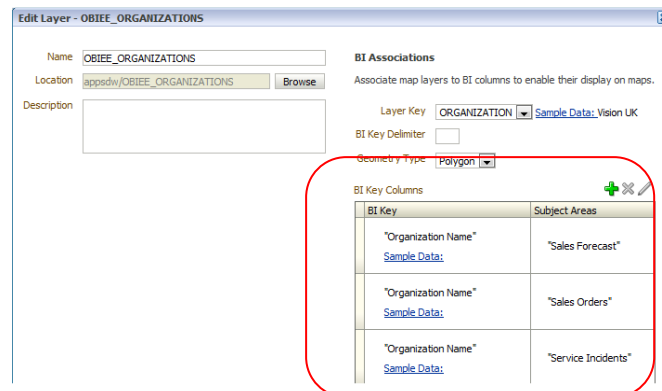 Edit Layer - OBIEE_ORGANIZATIONS
Name OBIEE_ORGANIZATIONS
Location appsdw/OBIEE_ORGANIZATIONS Browse
Description
BI Associations
Associate map layers to BI columns to enable their display on maps.
Layer Key ORGANIZATION Sample Data: Vision UK
BI Key Delimiter
Geometry Type Polygon
BI Key Columns
BI Key Subject Areas
"Organization Name"
Sample Data:
"Sales Forecast"
"Organization Name"
Sample Data:
"Sales Orders"
"Organization Name"
Sample Data:
"Service Incidents"